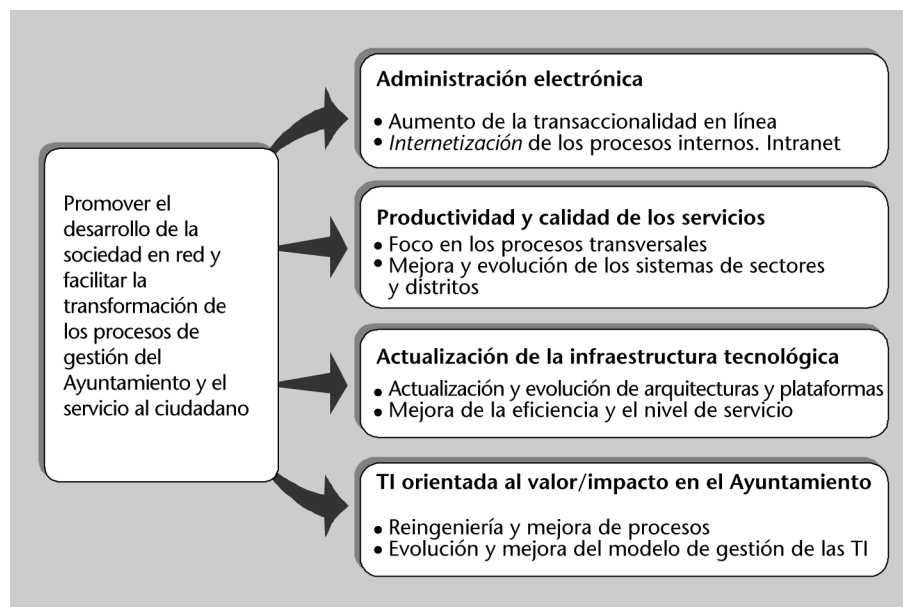 Promover el
desarrollo de la
sociedad en red y
facilitar la
transformación de
los procesos de
gestión del
Ayuntamiento y el
servicio al ciudadano
Administración electrónica
• Aumento de la transaccionalidad en línea
• Internetización de los procesos internos. Intranet
Productividad y calidad de los servicios
• Foco en los procesos transversales
• Mejora y evolución de los sistemas de sectores
y distritos
Actualización de la infraestructura tecnológica
• Actualización y evolución de arquitecturas y plataformas
• Mejora de la eficiencia y el nivel de servicio
TI orientada al valor/impacto en el Ayuntamiento
• Reingeniería y mejora de procesos
• Evolución y mejora del modelo de gestión de las TI